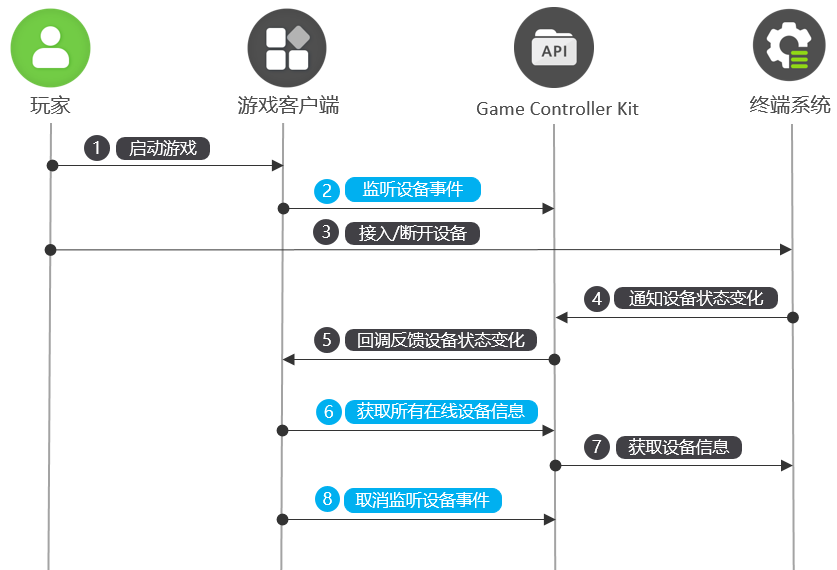 API
玩家
游戏客户端
Game Controller Kit
终端系统
1 启动游戏
2 监听设备事件
3 接入/断开设备
4 通知设备状态变化
5 回调反馈设备状态变化
6 获取所有在线设备信息
7 获取设备信息
8 取消监听设备事件